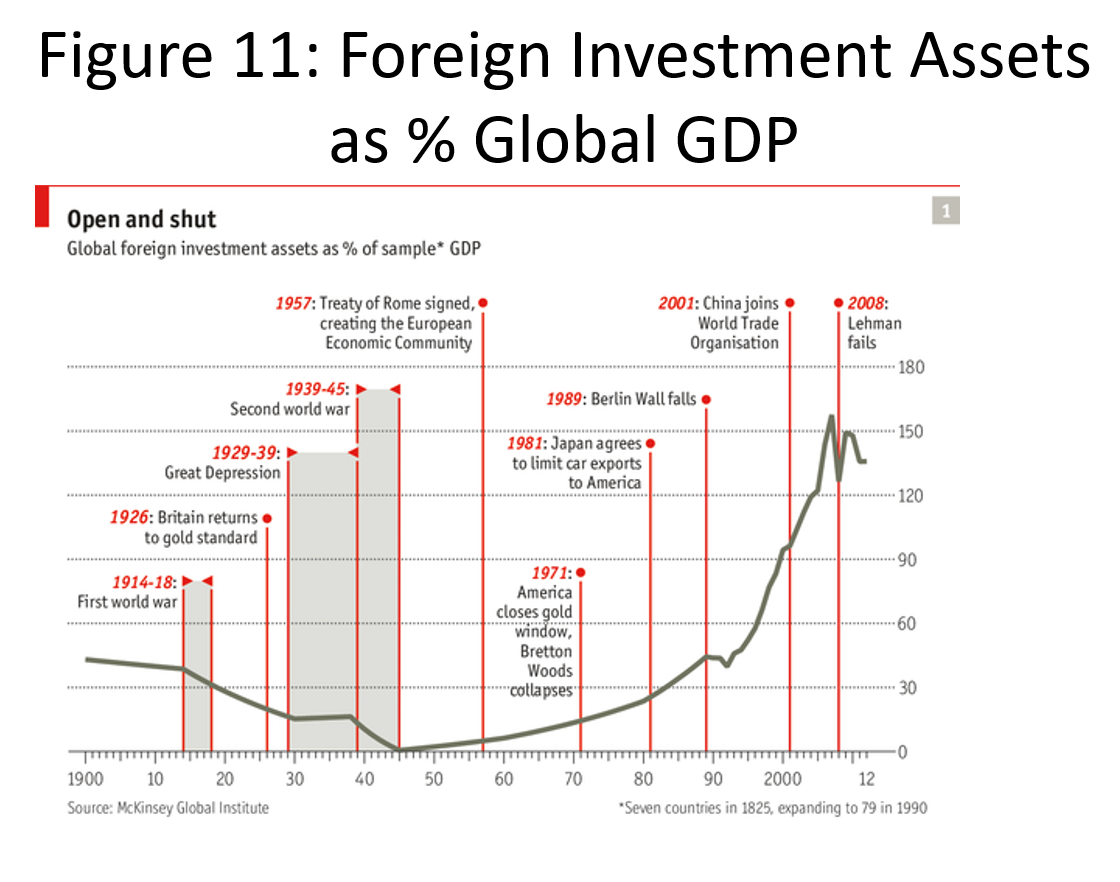 Figure 11: Foreign Investment Assets
as % Global GDP
Open and shut
1
Global foreign investment assets as % of sample* GDP
1957: Treaty of Rome signed,
creating the European
Economic Community
2001: China joins
World Trade
Organisation
2008:
Lehman
fails
180
1939-45:
Second world war
1989: Berlin Wall falls
150
1929-39:
Great Depression
1981: Japan agrees
to limit car exports
to America
120
1926: Britain returns
to gold standard
90
1914-18:
First world war
1971:
America
closes gold
window,
Bretton
Woods
collapses
60
30
0
1900 10 20 30 40 50 60 70 80 90 2000 12
Source: McKinsey Global Institute
*Seven countries in 1825, expanding to 79 in 1990